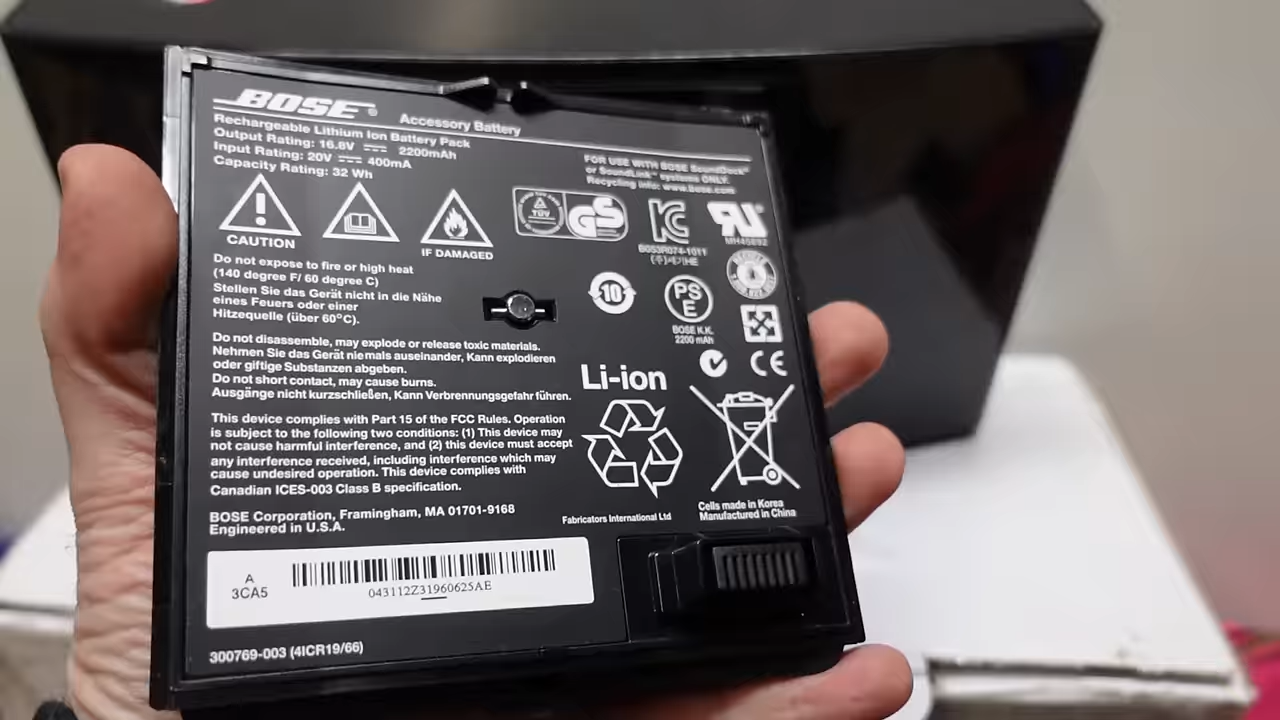 BOSE® Accessory Battery
Rechargeable Lithium Ion Battery Pack
Output Rating: 16.8V 2200mAh
Input Rating: 20V 400mA
Capacity Rating: 32 Wh
FOR USE WITH BOSE SoundDock™
or SoundLink™ systems ONLY.
Recycling info: www.Bose.com
CAUTION
IF DAMAGED
TÜV
GS
KC
B053R074-1011
MH45892
Do not expose to fire or high heat
(140 degree F/ 60 degree C)
Stellen Sie das Gerät nicht in die Nähe
eines Feuers oder einer
Hitzequelle (über 60°C).
10
PS
E
BOSE K.K.
2200 mAh
CE
Do not disassemble, may explode or release toxic materials.
Nehmen Sie das Gerät niemals auseinander, Kann explodieren
oder giftige Substanzen abgeben.
Do not short contact, may cause burns.
Ausgänge nicht kurzschließen, Kann Verbrennungsgefahr führen.
Li-ion
This device complies with Part 15 of the FCC Rules. Operation
is subject to the following two conditions: (1) This device may
not cause harmful interference, and (2) this device must accept
any interference received, including interference which may
cause undesired operation. This device complies with
Canadian ICES-003 Class B specification.
BOSE Corporation, Framingham, MA 01701-9168
Engineered in U.S.A.
Fabricators International Ltd
Cells made in Korea
Manufactured in China
A
3CA5
043112Z31960625AE
300769-003 (4ICR19/66)